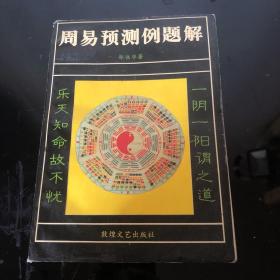 周易预测例题解
一阴一阳谓之道
乐天知命故不忧
敦煌文艺出版社